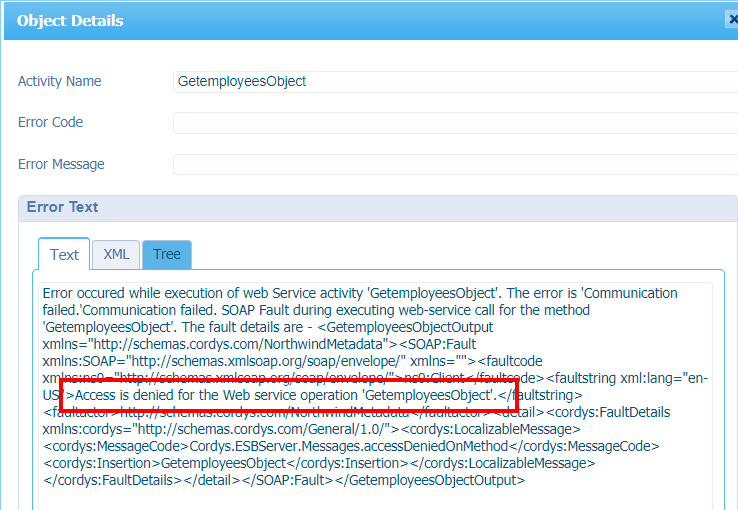 Object Details
Activity Name GetemployeesObject
Error Code
Error Message
Error Text
Text XML Tree
Error occured while execution of web Service activity 'GetemployeesObject'. The error is 'Communication
failed.'Communication failed. SOAP Fault during executing web-service call for the method
'GetemployeesObject'. The fault details are - <GetemployeesObjectOutput
xmlns="http://schemas.cordys.com/NorthwindMetadata"><SOAP:Fault
xmlns:SOAP="http://schemas.xmlsoap.org/soap/envelope/" xmlns=""><faultcode
xmlns:ns0="http://schemas.xmlsoap.org/soap/envelope/">ns0:Client</faultcode><faultstring xml:lang="en-
US">Access is denied for the Web service operation 'GetemployeesObject'.</faultstring>
<faultactor>http://schemas.cordys.com/NorthwindMetadata</faultactor><detail><cordys:FaultDetails
xmlns:cordys="http://schemas.cordys.com/General/1.0/"><cordys:LocalizableMessage>
<cordys:MessageCode>Cordys.ESBServer.Messages.accessDeniedOnMethod</cordys:MessageCode>
<cordys:Insertion>GetemployeesObject</cordys:Insertion></cordys:LocalizableMessage>
</cordys:FaultDetails></detail></SOAP:Fault></GetemployeesObjectOutput>